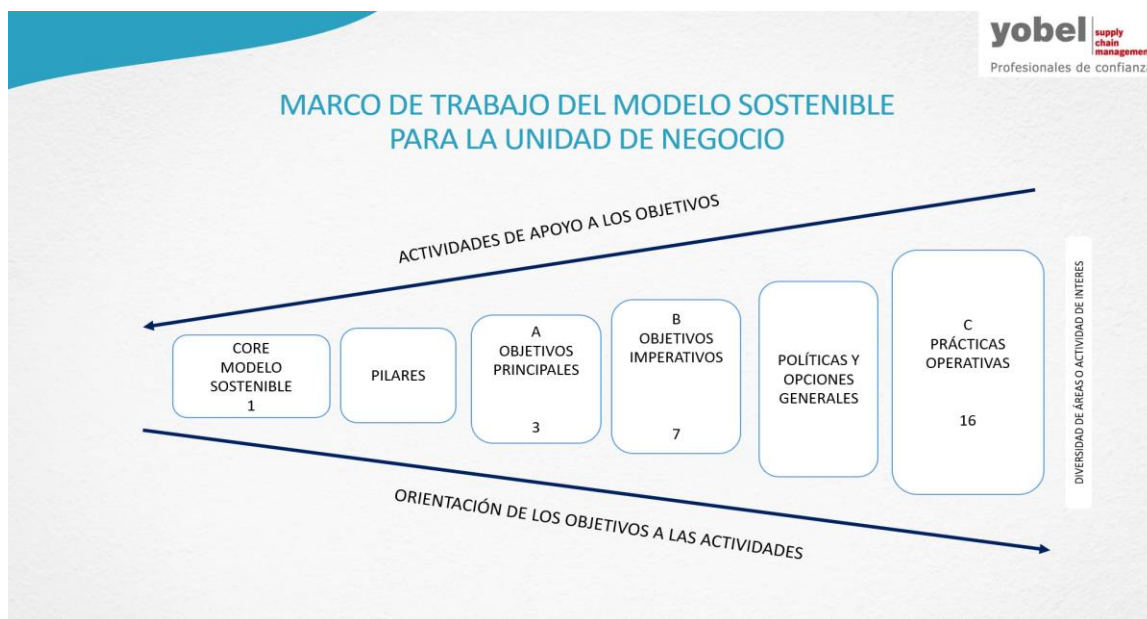 yobel
supply
chain
management
Profesionales de confianza
MARCO DE TRABAJO DEL MODELO SOSTENIBLE
PARA LA UNIDAD DE NEGOCIO
ACTIVIDADES DE APOYO A LOS OBJETIVOS
CORE
MODELO
SOSTENIBLE
1
PILARES
A
OBJETIVOS
PRINCIPALES
3
B
OBJETIVOS
IMPERATIVOS
7
POLÍTICAS Y
OPCIONES
GENERALES
C
PRÁCTICAS
OPERATIVAS
16
DIVERSIDAD DE ÁREAS O ACTIVIDAD DE INTERES
ORIENTACIÓN DE LOS OBJETIVOS A LAS ACTIVIDADES